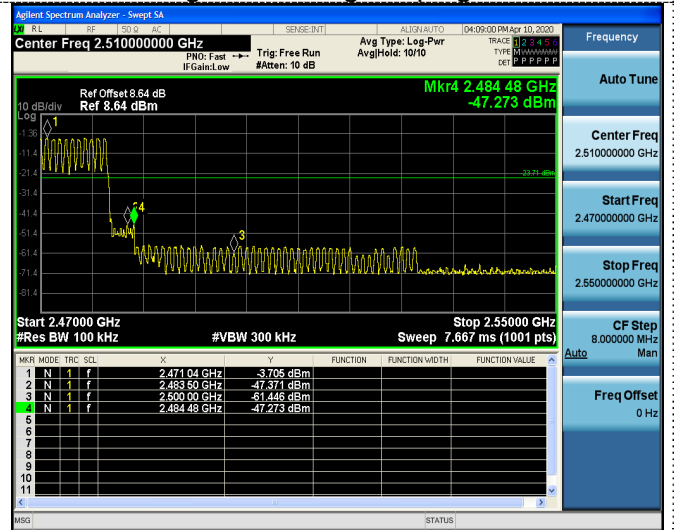 Agilent Spectrum Analyzer - Swept SA
LXI RL RF 50 Ω AC SENSE:INT ALIGNAUTO 04:09:00 PM Apr 10, 2020
Center Freq 2.510000000 GHz
PNO: Fast
IFGain:Low
Trig: Free Run
#Atten: 10 dB
Avg Type: Log-Pwr
Avg|Hold: 10/10
TRACE 1 2 3 4 5 6
TYPE M
DET P P P P P P
Ref Offset 8.64 dB
10 dB/div Ref 8.64 dBm
Log
Mkr4 2.484 48 GHz
-47.273 dBm
1
-1.36
-11.4
-21.4
-23.71 dBm
-31.4
-41.4
4
-51.4
3
-61.4
-71.4
-81.4
Start 2.47000 GHz Stop 2.55000 GHz
#Res BW 100 kHz #VBW 300 kHz Sweep 7.667 ms (1001 pts)
MKR MODE TRC SCL X Y FUNCTION FUNCTION WIDTH FUNCTION VALUE
1 N 1 f 2.471 04 GHz -3.705 dBm
2 N 1 f 2.483 50 GHz -47.371 dBm
3 N 1 f 2.500 00 GHz -61.446 dBm
4 N 1 f 2.484 48 GHz -47.273 dBm
5
6
7
8
9
10
11
MSG STATUS
Frequency
Auto Tune
Center Freq
2.510000000 GHz
Start Freq
2.470000000 GHz
Stop Freq
2.550000000 GHz
CF Step
8.000000 MHz
Auto Man
Freq Offset
0 Hz